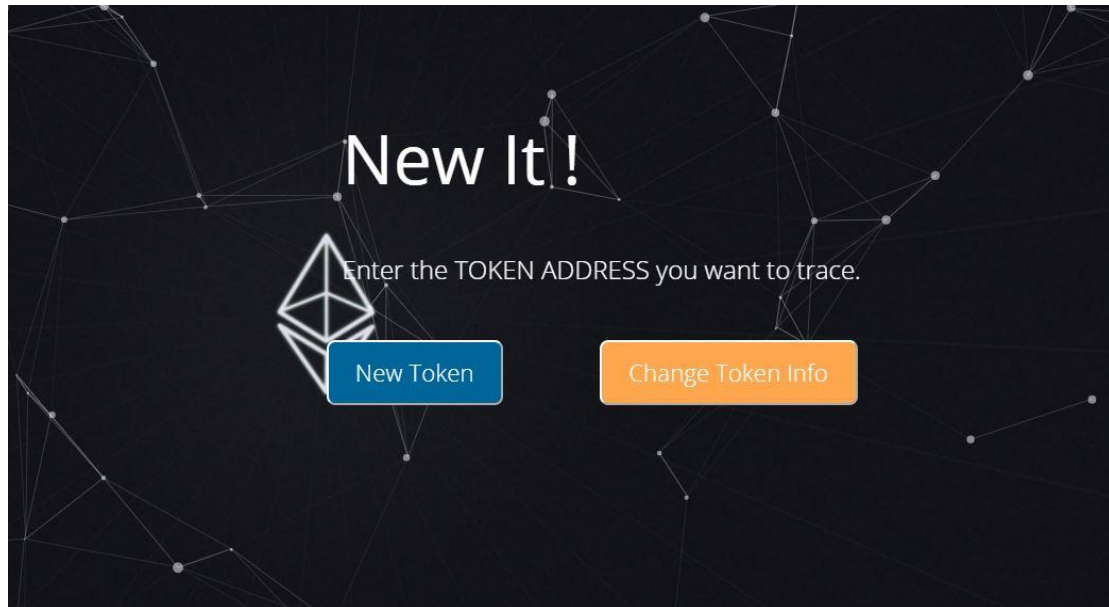 New It !
Enter the TOKEN ADDRESS you want to trace.
New Token
Change Token Info